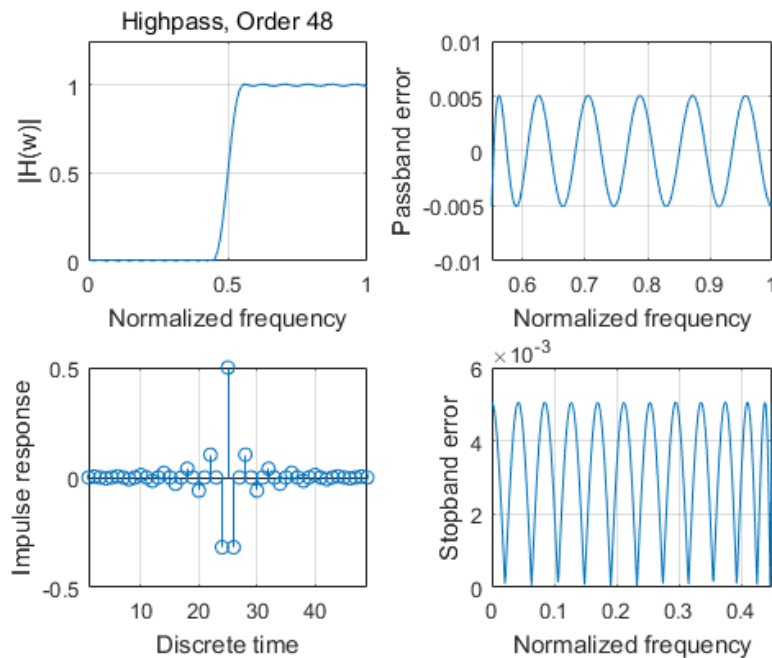 Highpass, Order 48
|H(w)|
1
0.5
0
0 0.5 1
Normalized frequency
Passband error
0.01
0.005
0
-0.005
-0.01
0.6 0.7 0.8 0.9 1
Normalized frequency
Impulse response
0.5
0
-0.5
10 20 30 40
Discrete time
×10-3
Stopband error
6
4
2
0
0 0.1 0.2 0.3 0.4
Normalized frequency